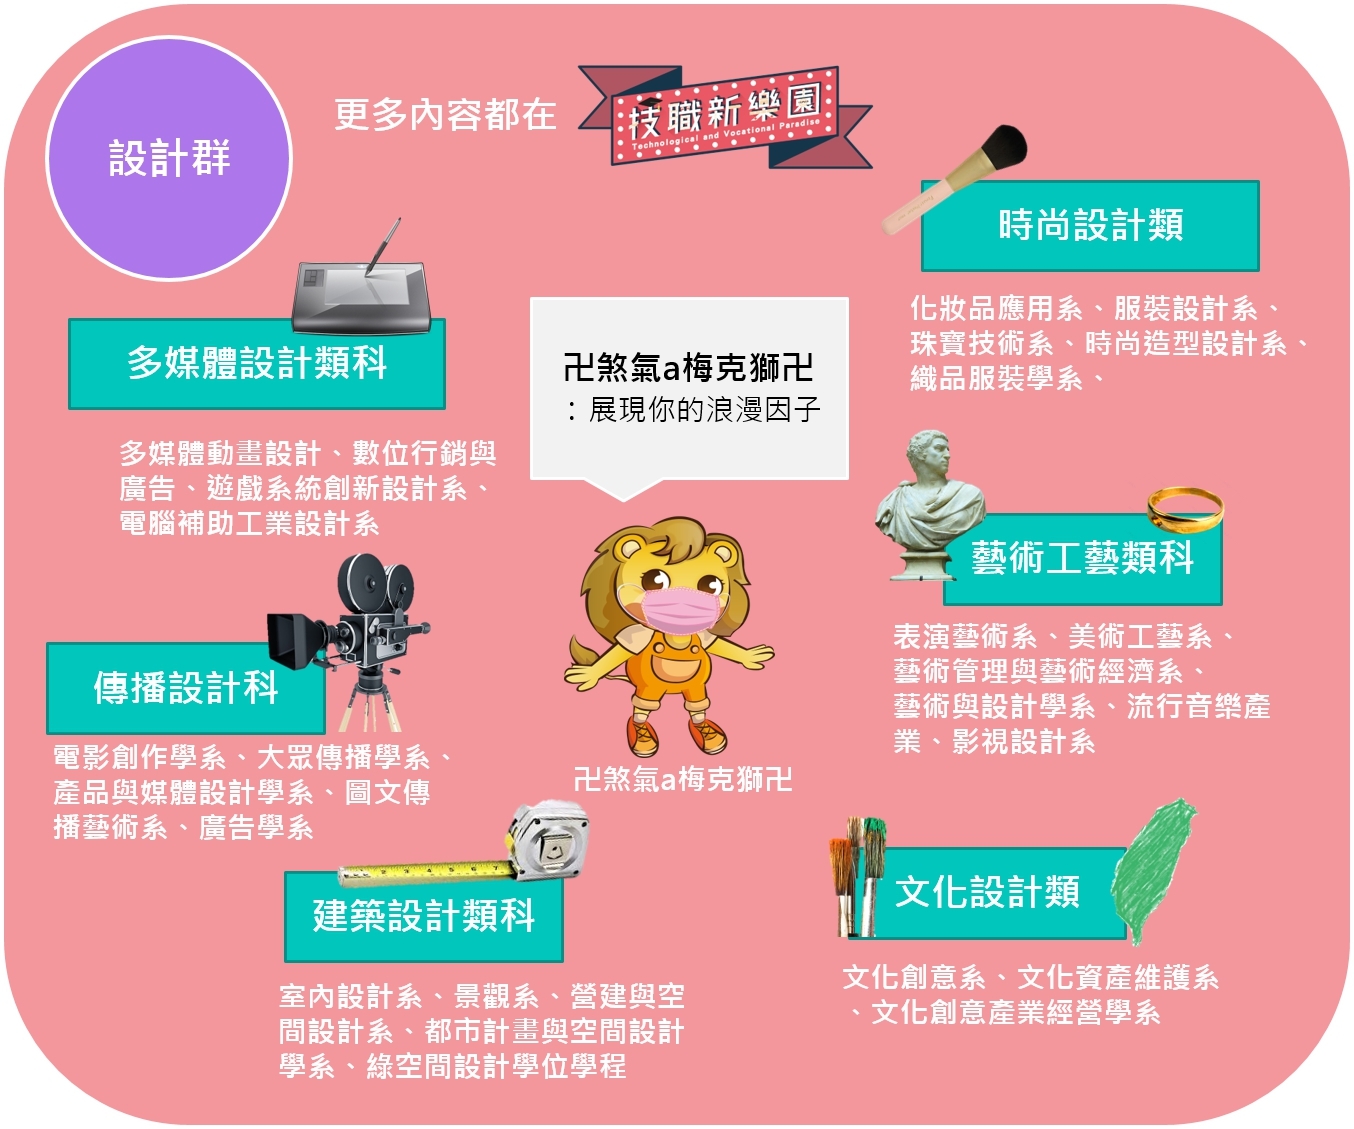 設計群
更多內容都在
技職新樂園
Technological and Vocational Paradise
時尚設計類
化妝品應用系、服裝設計系、
珠寶技術系、時尚造型設計系、
織品服裝學系、
多媒體設計類科
多媒體動畫設計、數位行銷與
廣告、遊戲系統創新設計系、
電腦補助工業設計系
卍煞氣a梅克獅卍
：展現你的浪漫因子
卍煞氣a梅克獅卍
藝術工藝類科
表演藝術系、美術工藝系、
藝術管理與藝術經濟系、
藝術與設計學系、流行音樂產
業、影視設計系
傳播設計科
電影創作學系、大眾傳播學系、
產品與媒體設計學系、圖文傳
播藝術系、廣告學系
建築設計類科
室內設計系、景觀系、營建與空
間設計系、都市計畫與空間設計
學系、綠空間設計學位學程
文化設計類
文化創意系、文化資產維護系
、文化創意產業經營學系